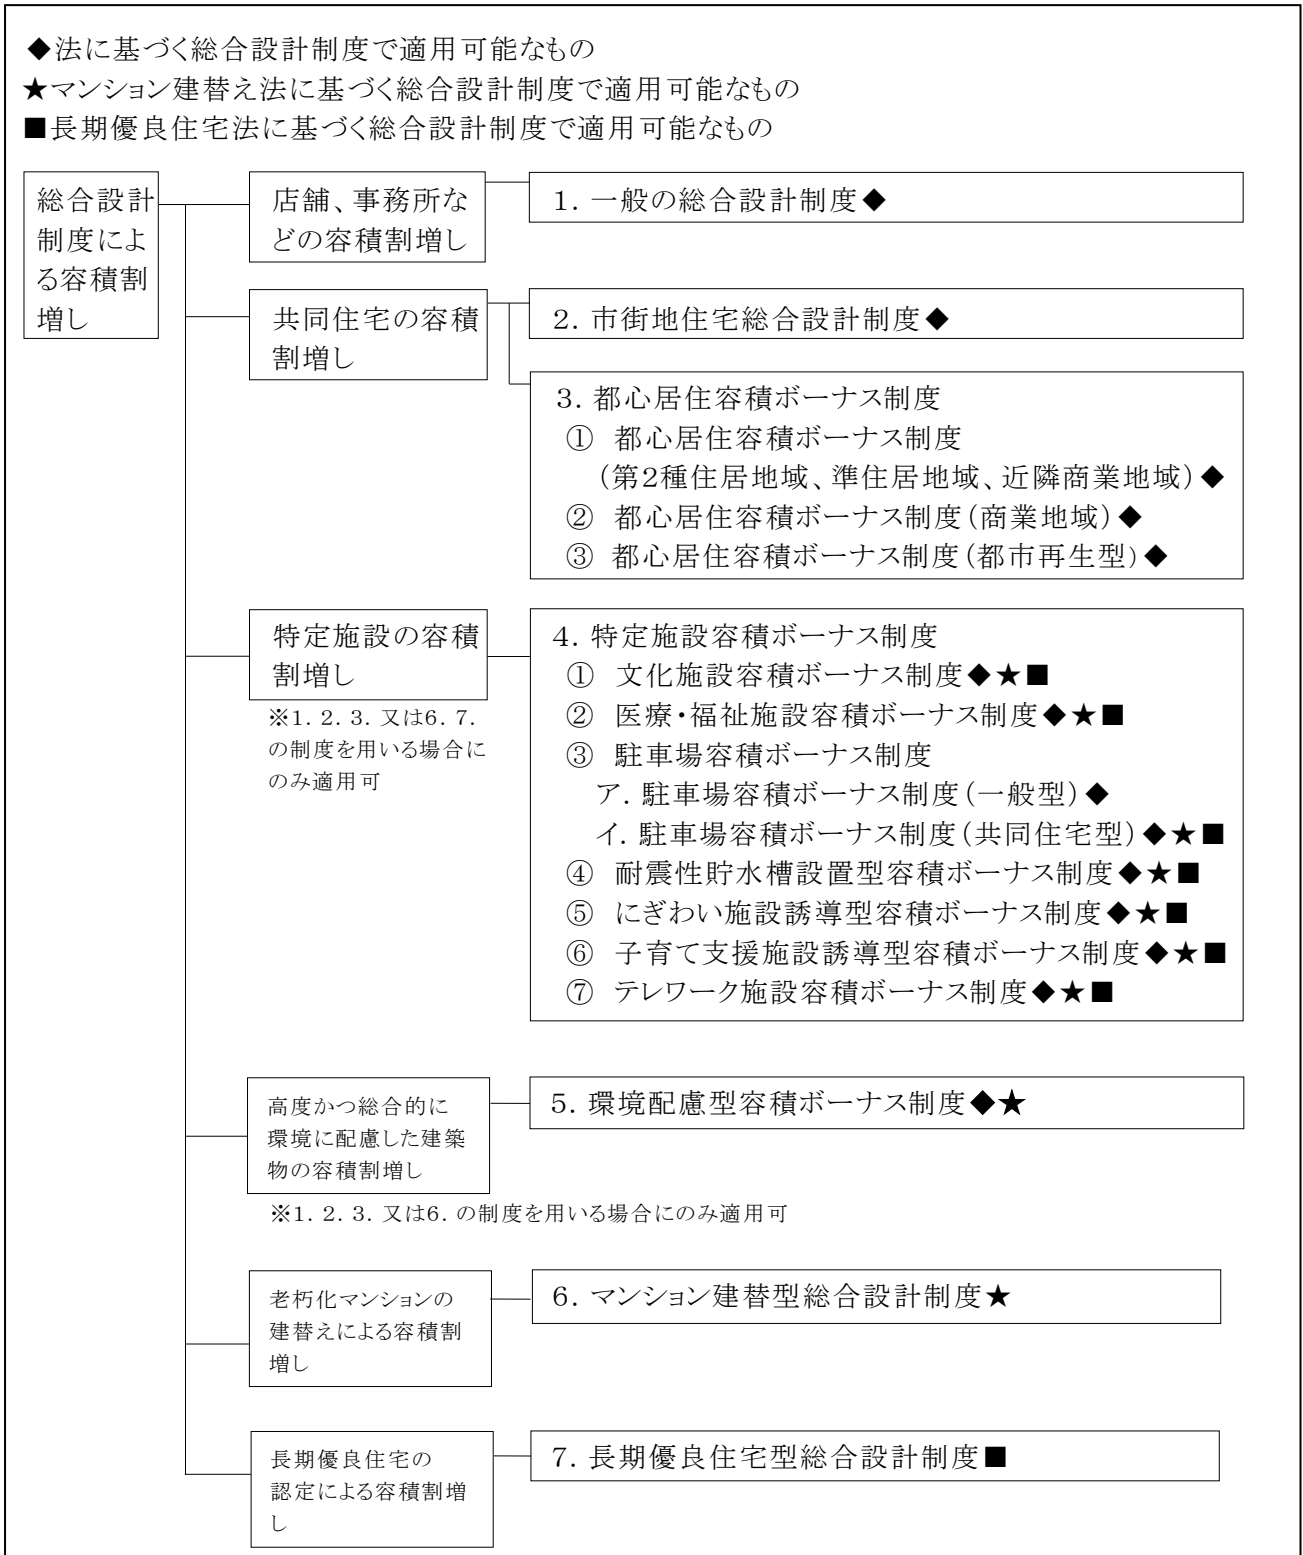 ◆法に基づく総合設計制度で適用可能なもの
★マンション建替え法に基づく総合設計制度で適用可能なもの
■長期優良住宅法に基づく総合設計制度で適用可能なもの
総合設計
制度によ
る容積割
増し
店舗、事務所な
どの容積割増し
1．一般の総合設計制度◆
共同住宅の容積
割増し
2．市街地住宅総合設計制度◆
3．都心居住容積ボーナス制度
① 都心居住容積ボーナス制度
（第2種住居地域、準住居地域、近隣商業地域）◆
② 都心居住容積ボーナス制度（商業地域）◆
③ 都心居住容積ボーナス制度（都市再生型）◆
特定施設の容積
割増し
※1．2．3．又は6．7．
の制度を用いる場合に
のみ適用可
4．特定施設容積ボーナス制度
① 文化施設容積ボーナス制度◆★■
② 医療・福祉施設容積ボーナス制度◆★■
③ 駐車場容積ボーナス制度
ア．駐車場容積ボーナス制度（一般型）◆
イ．駐車場容積ボーナス制度（共同住宅型）◆★■
④ 耐震性貯水槽設置型容積ボーナス制度◆★■
⑤ にぎわい施設誘導型容積ボーナス制度◆★■
⑥ 子育て支援施設誘導型容積ボーナス制度◆★■
⑦ テレワーク施設容積ボーナス制度◆★■
高度かつ総合的に
環境に配慮した建築
物の容積割増し
5．環境配慮型容積ボーナス制度◆★
※1．2．3．又は6．の制度を用いる場合にのみ適用可
老朽化マンションの
建替えによる容積割
増し
6．マンション建替型総合設計制度★
長期優良住宅の
認定による容積割増
し
7．長期優良住宅型総合設計制度■